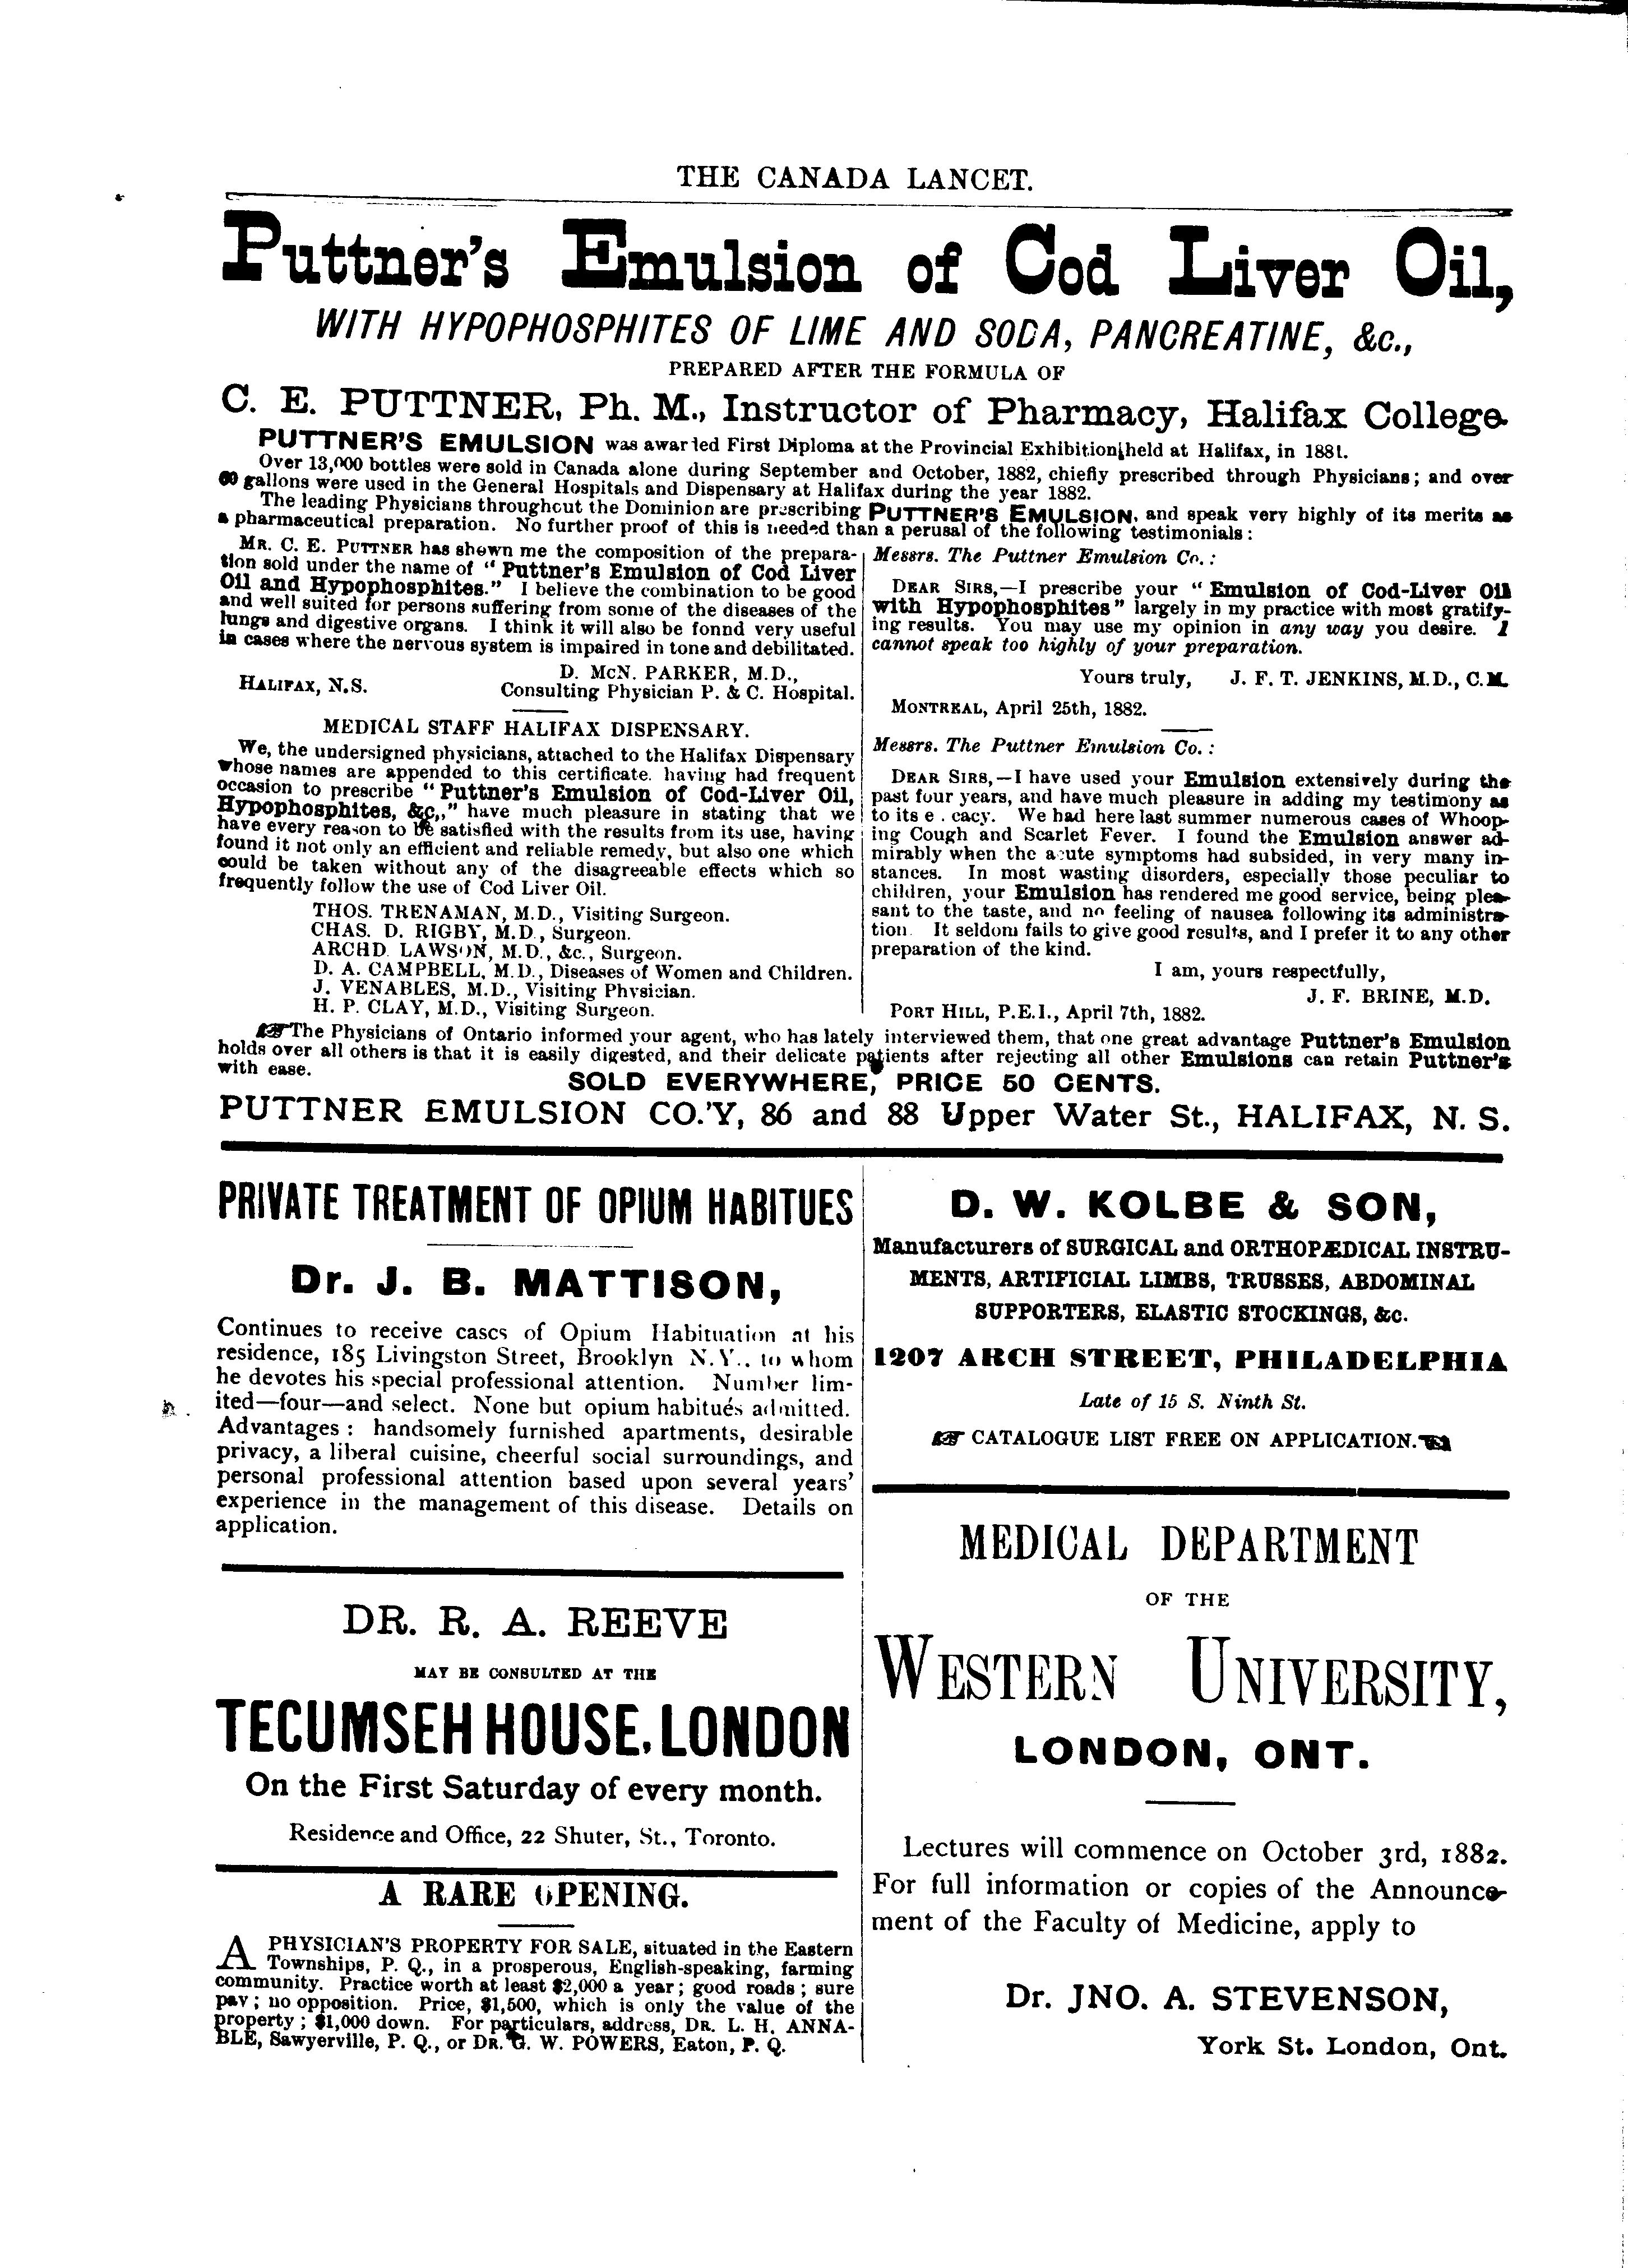 THE CANADA LANCET.
Puttner's Emulsion of Cod Liver Oil,
WITH HYPOPHOSPHITES OF LIME AND SODA, PANCREATINE, &c.,
PREPARED AFTER THE FORMULA OF
C. E. PUTTNER, Ph. M., Instructor of Pharmacy, Halifax College.
PUTTNER'S EMULSION was awarded First Diploma at the Provincial Exhibition held at Halifax, in 1881.
Over 13,000 bottles were sold in Canada alone during September and October, 1882, chiefly prescribed through Physicians; and over
60 gallons were used in the General Hospitals and Dispensary at Halifax during the year 1882.
The leading Physicians throughout the Dominion are prescribing PUTTNER'S EMULSION, and speak very highly of its merits as
a pharmaceutical preparation. No further proof of this is needed than a perusal of the following testimonials:
MR. C. E. PUTTNER has shewn me the composition of the prepara-
tion sold under the name of "Puttner's Emulsion of Cod Liver
Oil and Hypophosphites." I believe the combination to be good
and well suited for persons suffering from some of the diseases of the
lungs and digestive organs. I think it will also be fonnd very useful
in cases where the nervous system is impaired in tone and debilitated.
D. McN. PARKER, M.D.,
HALIFAX, N.S. Consulting Physician P. & C. Hospital.
MEDICAL STAFF HALIFAX DISPENSARY.
We, the undersigned physicians, attached to the Halifax Dispensary
whose names are appended to this certificate. having had frequent
occasion to prescribe "Puttner's Emulsion of Cod-Liver Oil,
Hypophosphites, &c,," have much pleasure in stating that we
have every reason to be satisfied with the results from its use, having
found it not only an efficient and reliable remedy, but also one which
could be taken without any of the disagreeable effects which so
frequently follow the use of Cod Liver Oil.
THOS. TRENAMAN, M.D., Visiting Surgeon.
CHAS. D. RIGBY, M.D., Surgeon.
ARCHD. LAWSON, M.D., &c., Surgeon.
D. A. CAMPBELL, M.D., Diseases of Women and Children.
J. VENABLES, M.D., Visiting Physician.
H. P. CLAY, M.D., Visiting Surgeon.
Messrs. The Puttner Emulsion Co.:
DEAR SIRS,—I prescribe your "Emulsion of Cod-Liver Oil
with Hypophosphites" largely in my practice with most gratify-
ing results. You may use my opinion in any way you desire. I
cannot speak too highly of your preparation.
Yours truly, J. F. T. JENKINS, M.D., C.M.
MONTREAL, April 25th, 1882.
Messrs. The Puttner Emulsion Co.:
DEAR SIRS,—I have used your Emulsion extensively during the
past four years, and have much pleasure in adding my testimony as
to its e . cacy. We had here last summer numerous cases of Whoop-
ing Cough and Scarlet Fever. I found the Emulsion answer ad-
mirably when the acute symptoms had subsided, in very many in-
stances. In most wasting disorders, especially those peculiar to
children, your Emulsion has rendered me good service, being plea-
sant to the taste, and no feeling of nausea following its administra-
tion. It seldom fails to give good results, and I prefer it to any other
preparation of the kind.
I am, yours respectfully,
J. F. BRINE, M.D.
PORT HILL, P.E.I., April 7th, 1882.
☞The Physicians of Ontario informed your agent, who has lately interviewed them, that one great advantage Puttner's Emulsion
holds over all others is that it is easily digested, and their delicate patients after rejecting all other Emulsions can retain Puttner's
with ease.
SOLD EVERYWHERE, PRICE 50 CENTS.
PUTTNER EMULSION CO.'Y, 86 and 88 Upper Water St., HALIFAX, N. S.
PRIVATE TREATMENT OF OPIUM HABITUES
Dr. J. B. MATTISON,
Continues to receive cases of Opium Habituation at his
residence, 185 Livingston Street, Brooklyn N.Y., to whom
he devotes his special professional attention. Number lim-
ited—four—and select. None but opium habitués admitted.
Advantages: handsomely furnished apartments, desirable
privacy, a liberal cuisine, cheerful social surroundings, and
personal professional attention based upon several years'
experience in the management of this disease. Details on
application.
DR. R. A. REEVE
MAY BE CONSULTED AT THE
TECUMSEH HOUSE, LONDON
On the First Saturday of every month.
Residence and Office, 22 Shuter, St., Toronto.
A RARE OPENING.
A PHYSICIAN'S PROPERTY FOR SALE, situated in the Eastern
Townships, P. Q., in a prosperous, English-speaking, farming
community. Practice worth at least $2,000 a year; good roads; sure
pay; no opposition. Price, $1,500, which is only the value of the
property; $1,000 down. For particulars, address, DR. L. H. ANNA-
BLE, Sawyerville, P. Q., or DR. G. W. POWERS, Eaton, P. Q.
D. W. KOLBE & SON,
Manufacturers of SURGICAL and ORTHOPÆDICAL INSTRU-
MENTS, ARTIFICIAL LIMBS, TRUSSES, ABDOMINAL
SUPPORTERS, ELASTIC STOCKINGS, &c.
1207 ARCH STREET, PHILADELPHIA
Late of 15 S. Ninth St.
☞ CATALOGUE LIST FREE ON APPLICATION.☜
MEDICAL DEPARTMENT
OF THE
WESTERN UNIVERSITY,
LONDON, ONT.
Lectures will commence on October 3rd, 1882.
For full information or copies of the Announce-
ment of the Faculty of Medicine, apply to
Dr. JNO. A. STEVENSON,
York St. London, Ont.